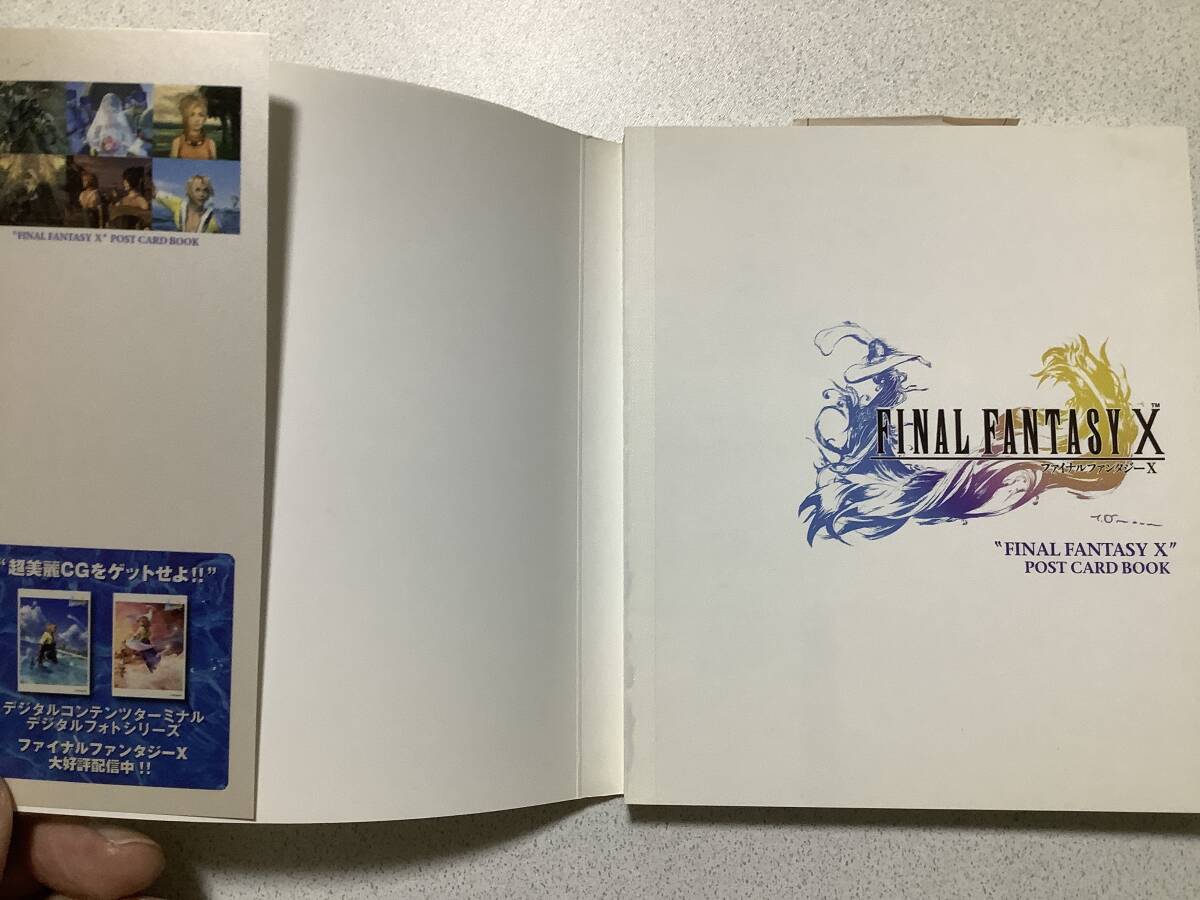 "FINAL FANTASY X" POST CARD BOOK
"超美麗CGをゲットせよ!!"
デジタルコンテンツターミナル
デジタルフォトシリーズ
ファイナルファンタジーX
大好評配信中!!
FINAL FANTASY X™
ファイナルファンタジーX
"FINAL FANTASY X"
POST CARD BOOK